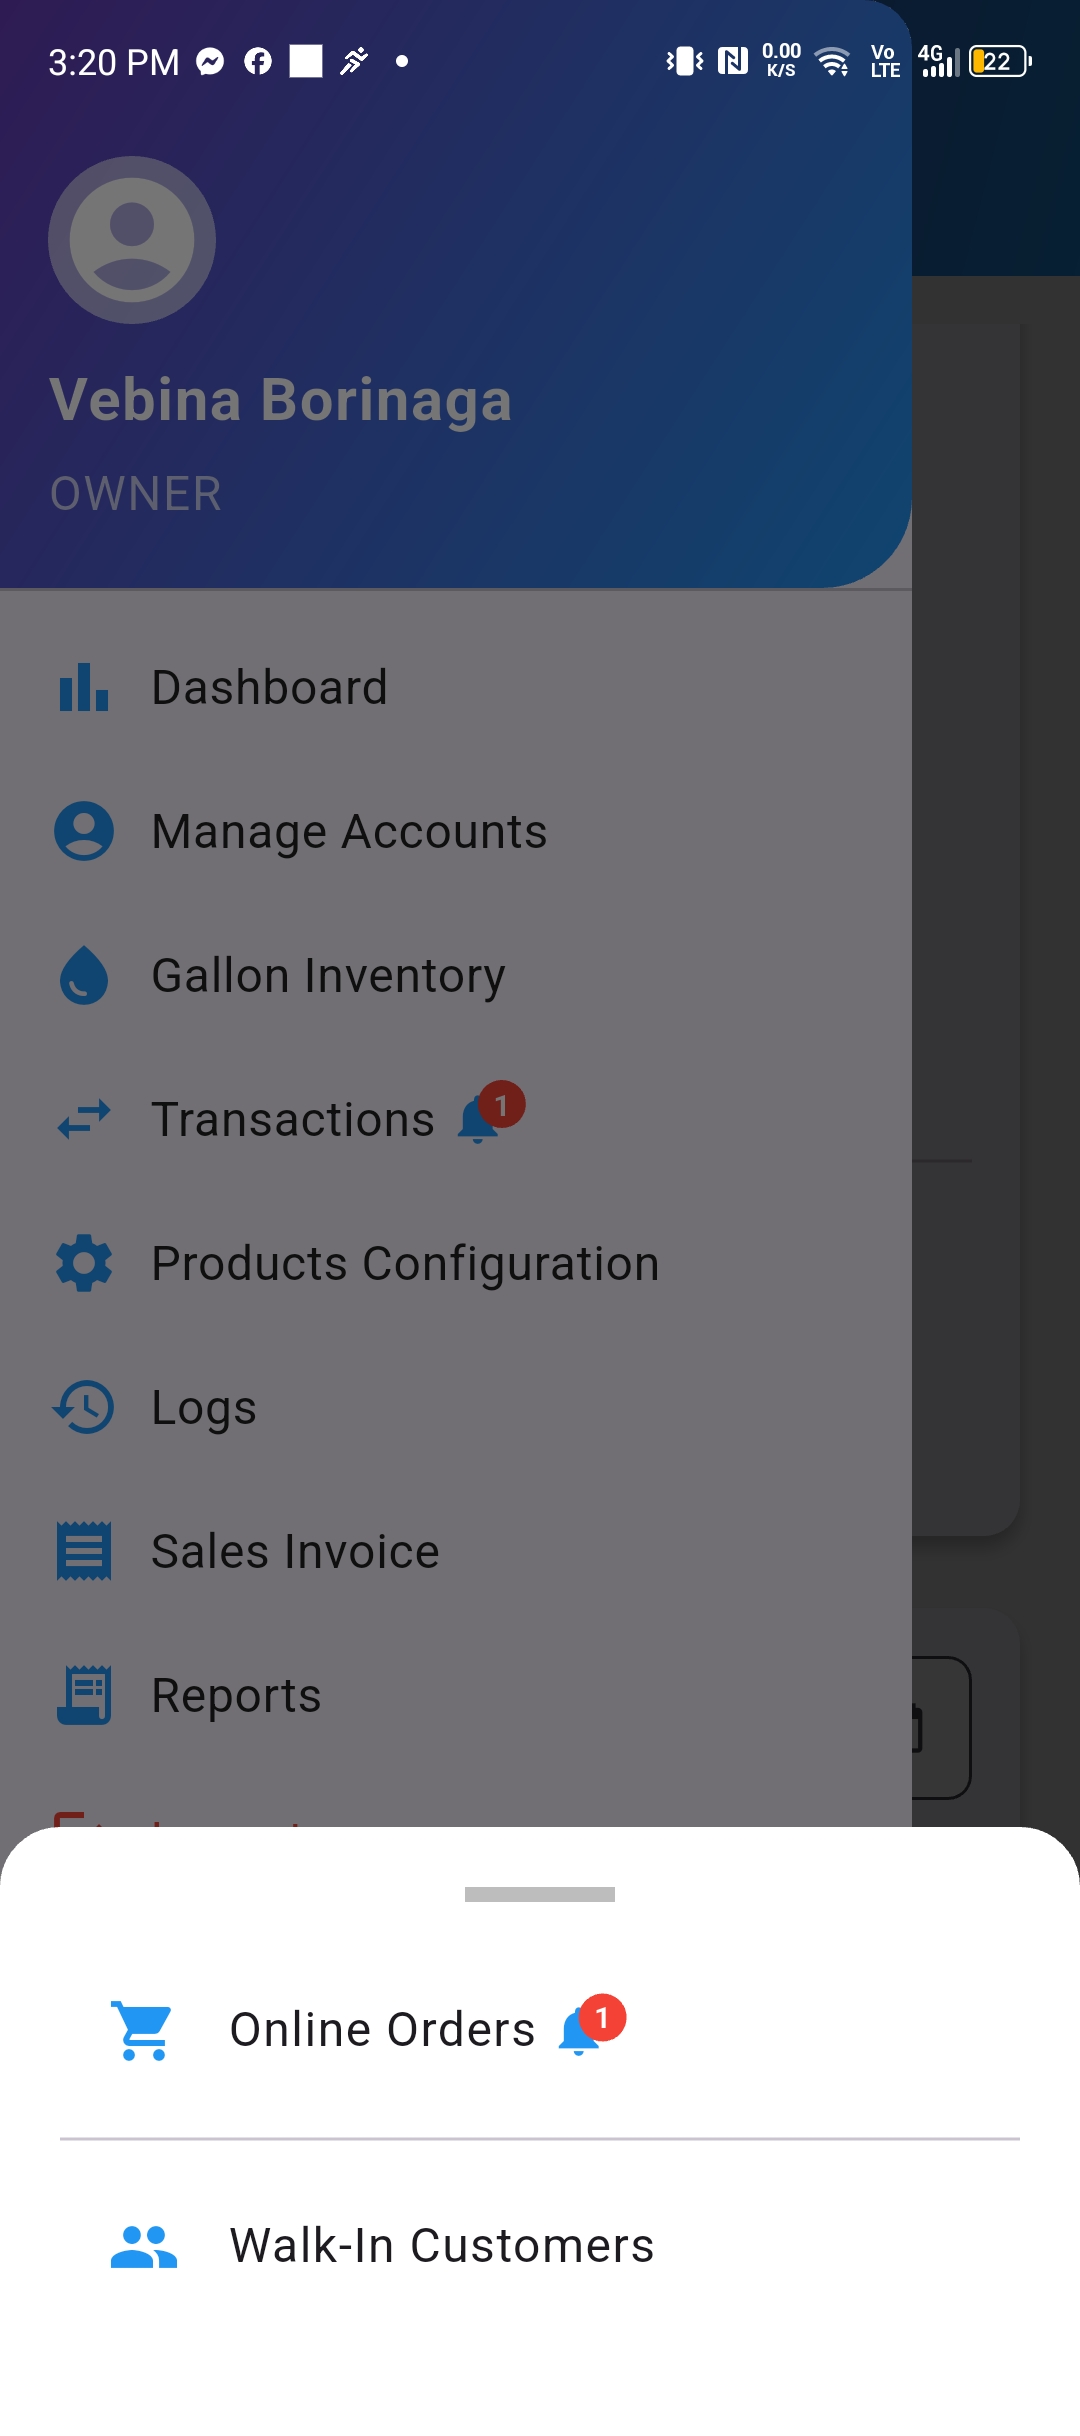 3:20 PM
0.00
K/S
Vo
LTE
4G
22
Vebina Borinaga
OWNER
Dashboard
Manage Accounts
Gallon Inventory
Transactions 1
Products Configuration
Logs
Sales Invoice
Reports
Online Orders 1
Walk-In Customers